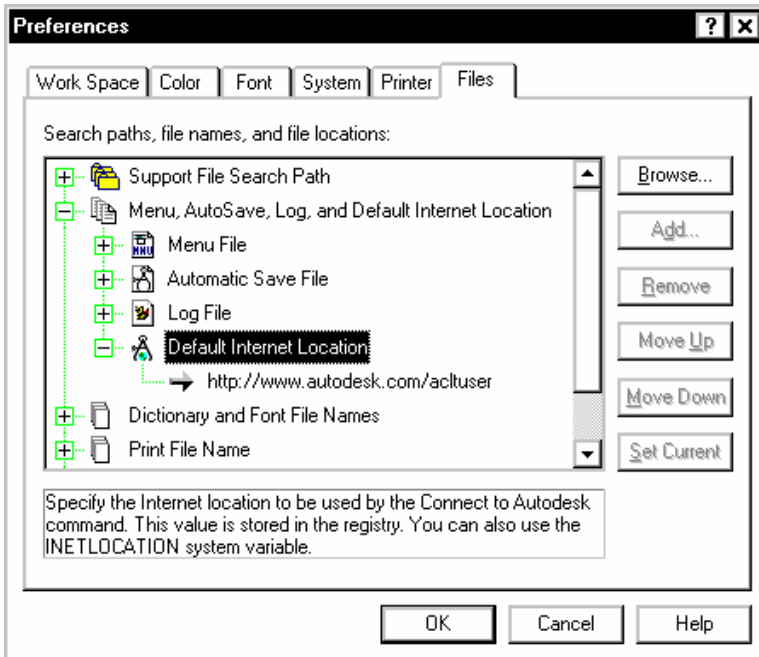 Preferences
? X
Work Space Color Font System Printer Files
Search paths, file names, and file locations:
Support File Search Path
Menu, AutoSave, Log, and Default Internet Location
MNU Menu File
Automatic Save File
Log File
Default Internet Location
http://www.autodesk.com/acltuser
Dictionary and Font File Names
Print File Name
Browse...
Add...
Remove
Move Up
Move Down
Set Current
Specify the Internet location to be used by the Connect to Autodesk
command. This value is stored in the registry. You can also use the
INETLOCATION system variable.
OK Cancel Help